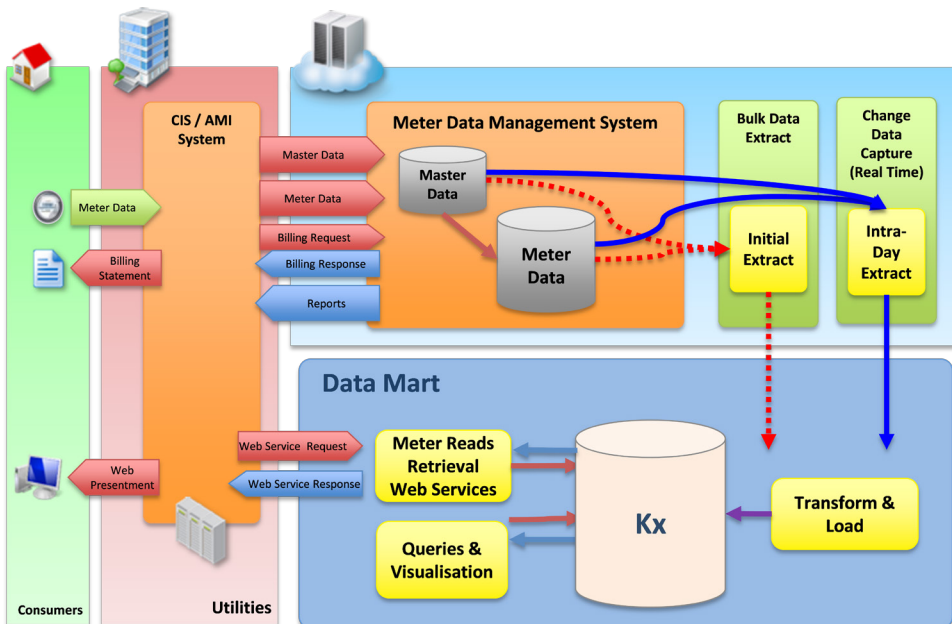 CIS / AMI
System
Meter Data Management System
Bulk Data
Extract
Change
Data
Capture
(Real Time)
Master Data
Master
Data
Meter Data
Meter Data
Billing Request
Initial
Extract
Intra-
Day
Extract
Meter
Data
Billing
Statement
Billing Response
Reports
Data Mart
Web Service Request
Meter Reads
Retrieval
Web Services
Web
Presentment
Web Service Response
Kx
Transform &
Load
Queries &
Visualisation
Consumers
Utilities